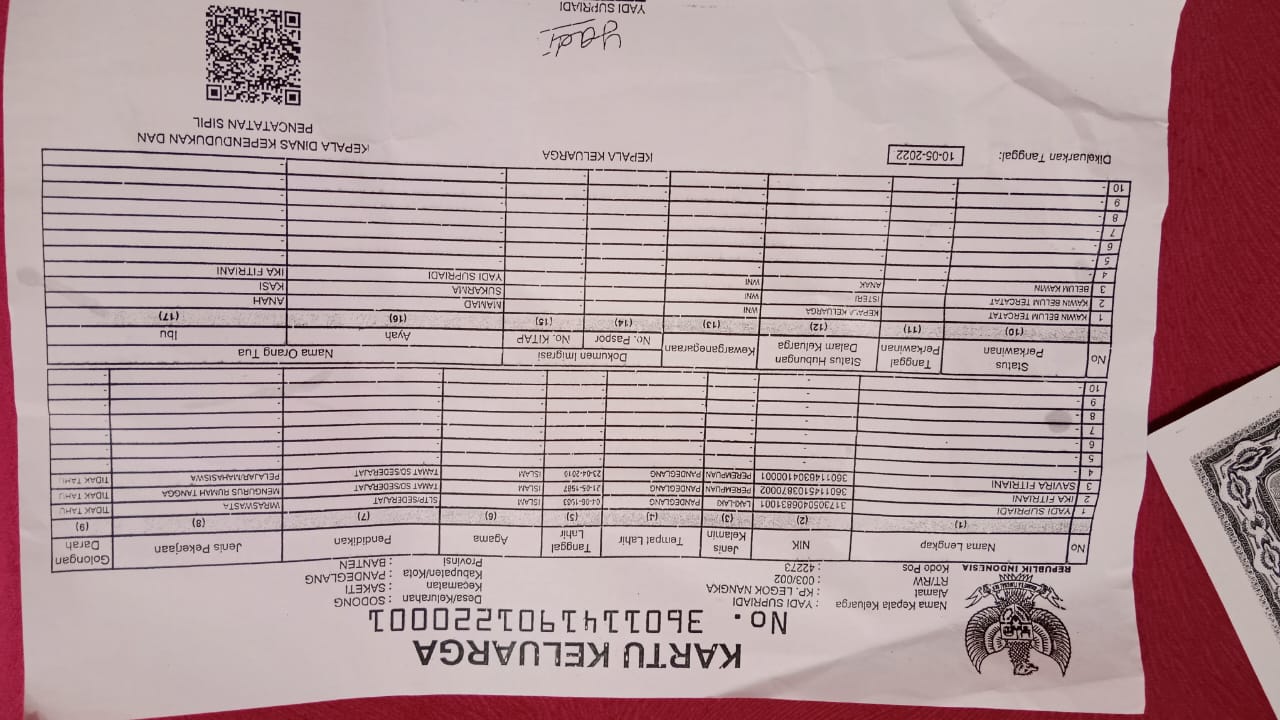 KARTU KELUARGA
No. 3601141901220001
REPUBLIK INDONESIA
Nama Kepala Keluarga : YADI SUPRIADI
Alamat : KP. LEGOK NANGKA
RT/RW : 003/002
Kode Pos : 42273
Desa/Kelurahan : SODONG
Kecamatan : SAKETI
Kabupaten/Kota : PANDEGLANG
Provinsi : BANTEN
No Nama Lengkap NIK Jenis Kelamin Tempat Lahir Tanggal Lahir Agama Pendidikan Jenis Pekerjaan Golongan Darah
(1) (2) (3) (4) (5) (6) (7) (8) (9)
1 YADI SUPRIADI 3173050406831001 LAKI-LAKI PANDEGLANG 04-06-1983 ISLAM SLTP/SEDERAJAT WIRASWASTA TIDAK TAHU
2 IKA FITRIANI 3601145103870002 PEREMPUAN PANDEGLANG ISLAM TAMAT SD/SEDERAJAT MENGURUS RUMAH TANGGA TIDAK TAHU
3 SAVIRA FITRIANI PEREMPUAN PANDEGLANG 23-04-2010 ISLAM TAMAT SD/SEDERAJAT PELAJAR/MAHASISWA TIDAK TAHU
4 - - - - - - - - -
5 - - - - - - - - -
6 - - - - - - - - -
7 - - - - - - - - -
8 - - - - - - - - -
9 - - - - - - - - -
10 - - - - - - - - -
No Status Perkawinan Tanggal Perkawinan Status Hubungan Dalam Keluarga Kewarganegaraan Dokumen Imigrasi Nama Orang Tua
No. Paspor No. KITAP Ayah Ibu
(10) (11) (12) (13) (14) (15) (16) (17)
1 KAWIN BELUM TERCATAT KEPALA KELUARGA WNI - MAMAD ANAH
2 KAWIN BELUM TERCATAT ISTERI WNI - SUKARMA KASI
3 BELUM KAWIN - ANAK WNI - YADI SUPRIADI IKA FITRIANI
4 - - - - - - - -
5 - - - - - - - -
6 - - - - - - - -
7 - - - - - - - -
8 - - - - - - - -
9 - - - - - - - -
10 - - - - - - - -
Dikeluarkan Tanggal: 10-05-2022
KEPALA KELUARGA
KEPALA DINAS KEPENDUDUKAN DAN
PENCATATAN SIPIL
yadi
YADI SUPRIADI